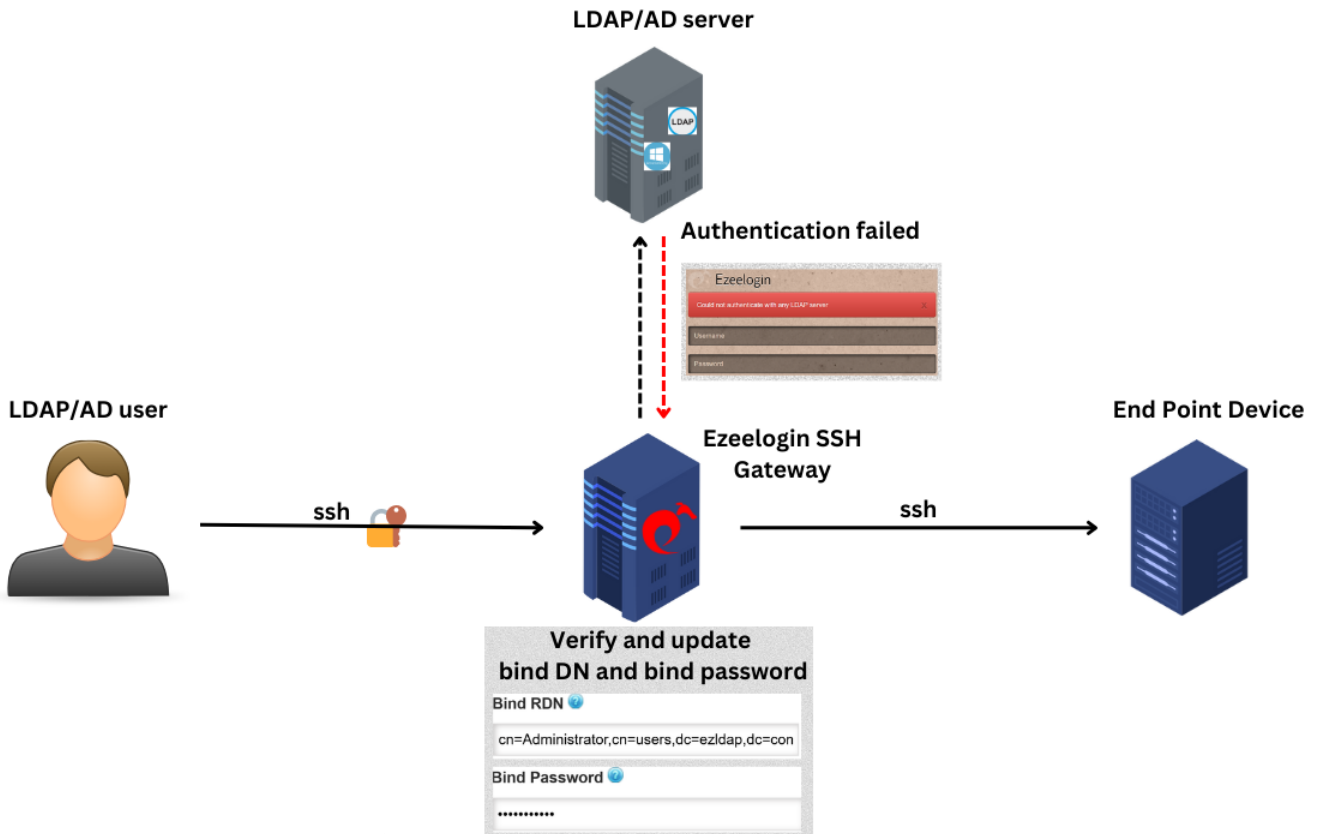 LDAP/AD server
LDAP
Authentication failed
Ezeelogin
Could not authenticate with any LDAP server
X
Username
Password
LDAP/AD user
ssh
Ezeelogin SSH
Gateway
ssh
End Point Device
Verify and update
bind DN and bind password
Bind RDN ?
cn=Administrator,cn=users,dc=ezldap,dc=con
Bind Password ?
•••••••••••